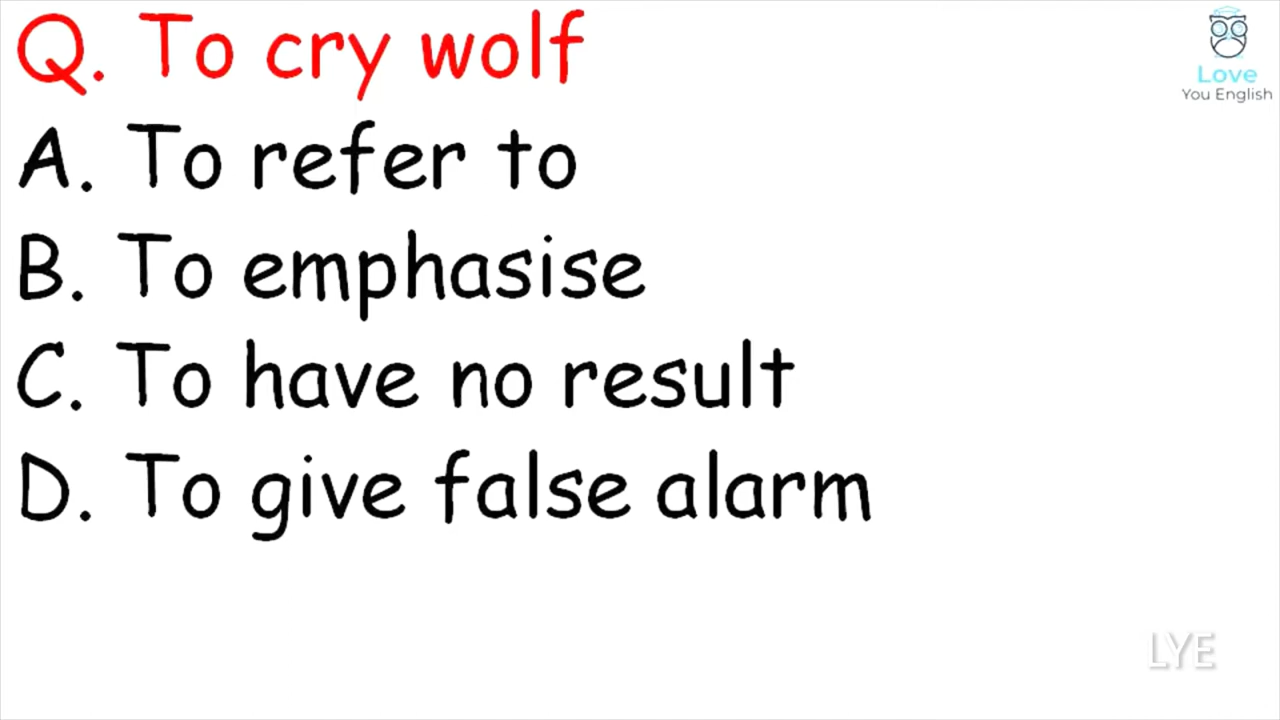 Q. To cry wolf
A. To refer to
B. To emphasise
C. To have no result
D. To give false alarm
Love
You English
LYE